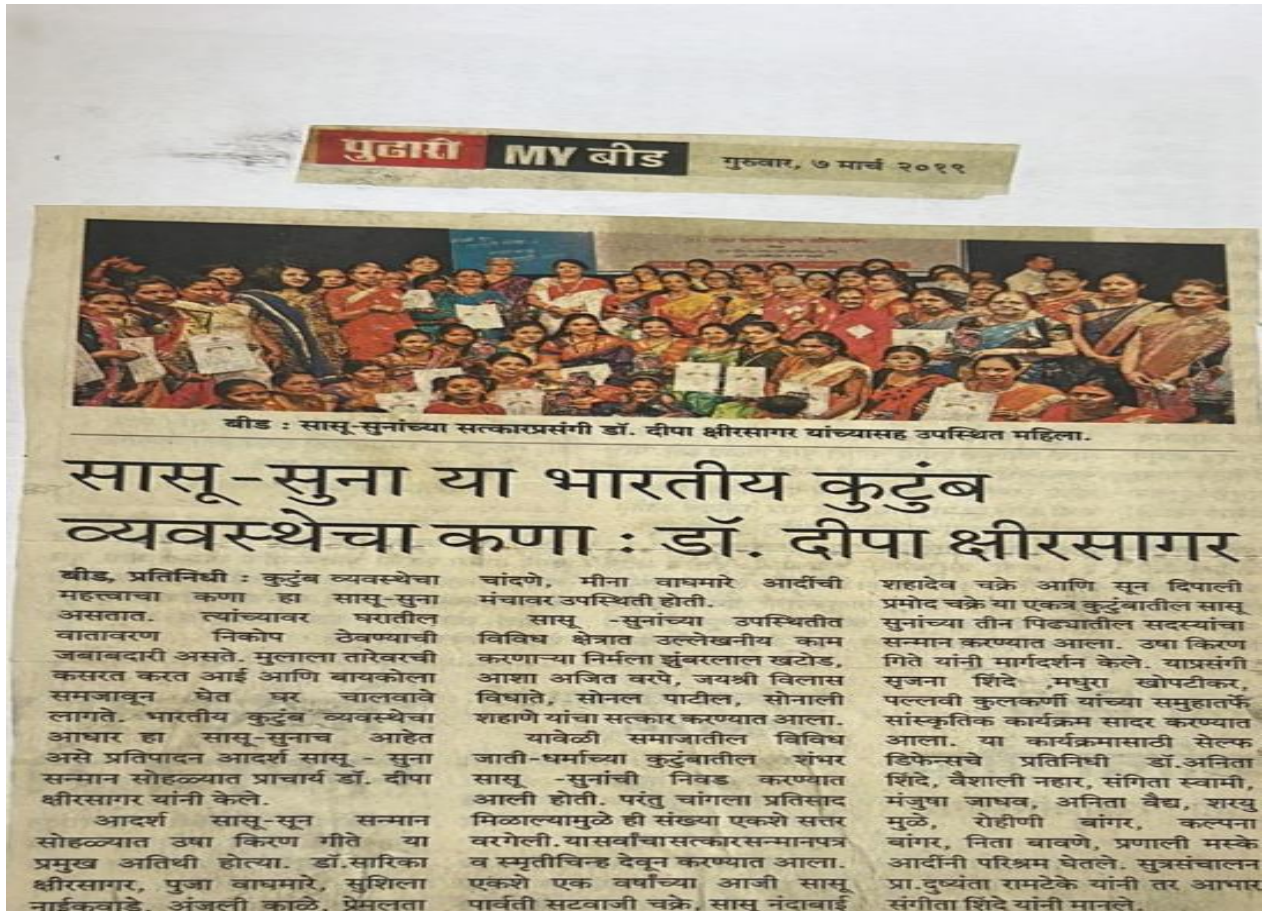 पुढारी MY बीड गुरुवार, ७ मार्च २०१९
बीड : सासू-सुनांच्या सत्कारप्रसंगी डॉ. दीपा क्षीरसागर यांच्यासह उपस्थित महिला.
सासू-सुना या भारतीय कुटुंब
व्यवस्थेचा कणा : डॉ. दीपा क्षीरसागर
बीड, प्रतिनिधी : कुटुंब व्यवस्थेचा
महत्त्वाचा कणा हा सासू-सुना
असतात. त्यांच्यावर घरातील
वातावरण निकोप ठेवण्याची
जबाबदारी असते. मुलाला तारेवरची
कसरत करत आई आणि बायकोला
समजावून घेत घर चालवावे
लागते. भारतीय कुटुंब व्यवस्थेचा
आधार हा सासू-सुनाच आहेत
असे प्रतिपादन आदर्श सासू - सुना
सन्मान सोहळ्यात प्राचार्य डॉ. दीपा
क्षीरसागर यांनी केले.
आदर्श सासू-सून सन्मान
सोहळ्यात उषा किरण गीते या
प्रमुख अतिथी होत्या. डॉ.सारिका
क्षीरसागर, पुजा वाघमारे, सुशिला
नाईकवाडे, अंजली काळे, प्रेमलता
चांदणे, मीना वाघमारे आदींची
मंचावर उपस्थिती होती.
सासू -सुनांच्या उपस्थितीत
विविध क्षेत्रात उल्लेखनीय काम
करणाऱ्या निर्मला झुंबरलाल खटोड,
आशा अजित वरपे, जयश्री विलास
विधाते, सोनल पाटील, सोनाली
शहाणे यांचा सत्कार करण्यात आला.
यावेळी समाजातील विविध
जाती-धर्माच्या कुटुंबातील शंभर
सासू -सुनांची निवड करण्यात
आली होती. परंतु चांगला प्रतिसाद
मिळाल्यामुळे ही संख्या एकशे सत्तर
वरगेली.यासर्वांचासत्कारसन्मानपत्र
व स्मृतीचिन्ह देवून करण्यात आला.
एकशे एक वर्षांच्या आजी सासू
पार्वती सटवाजी चक्रे, सासू नंदाबाई
शहादेव चक्रे आणि सून दिपाली
प्रमोद चक्रे या एकत्र कुटुंबातील सासू
सुनांच्या तीन पिढ्यातील सदस्यांचा
सन्मान करण्यात आला. उषा किरण
गिते यांनी मार्गदर्शन केले. याप्रसंगी
सृजना शिंदे ,मधुरा खोपटीकर,
पल्लवी कुलकर्णी यांच्या समुहातर्फे
सांस्कृतिक कार्यक्रम सादर करण्यात
आला. या कार्यक्रमासाठी सेल्फ
डिफेन्सचे प्रतिनिधी डॉ.अनिता
शिंदे, वैशाली नहार, संगिता स्वामी,
मंजुषा जाधव, अनिता वैद्य, शरयु
मुळे, रोहीणी बांगर, कल्पना
बांगर, निता बावणे, प्रणाली मस्के
आदींनी परिश्रम घेतले. सुत्रसंचालन
प्रा.दुष्यंता रामटेके यांनी तर आभार
संगीता शिंदे यांनी मानले.